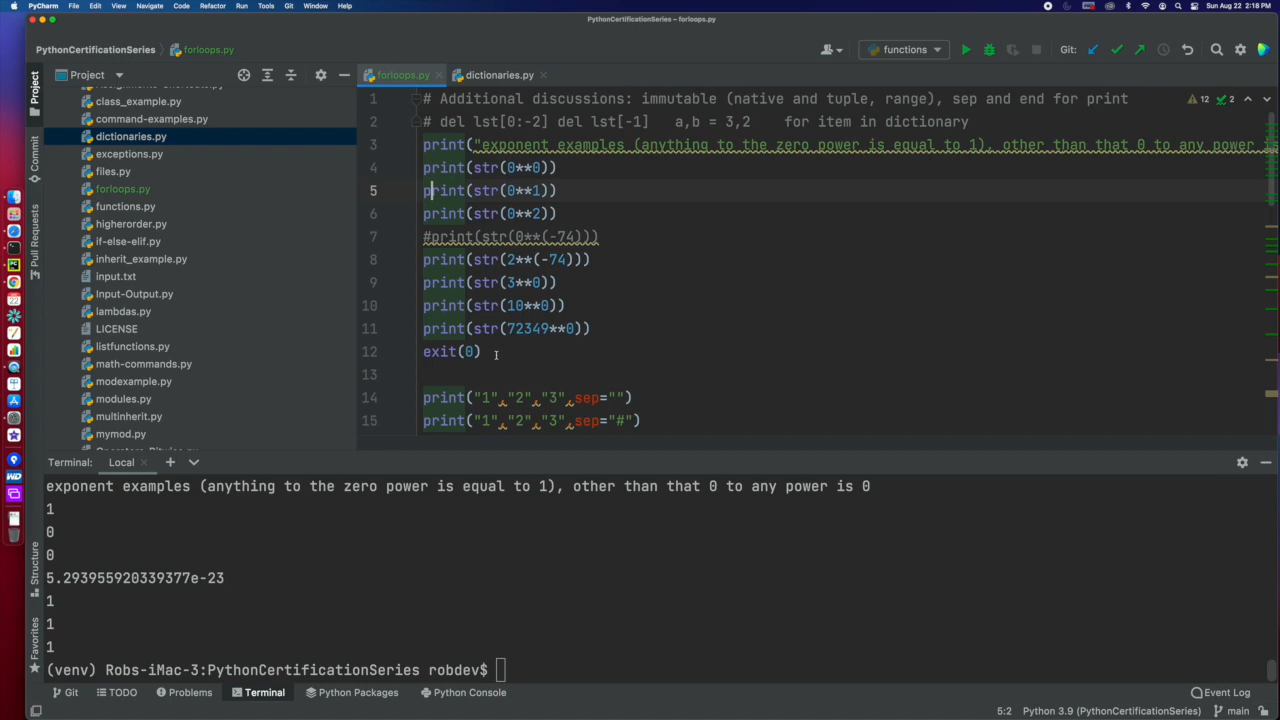 PyCharm File Edit View Navigate Code Refactor Run Tools Git Window Help Sun Aug 22 2:18 PM
PythonCertificationSeries – forloops.py
PythonCertificationSeries forloops.py functions Git:
Project
class_example.py
command-examples.py
dictionaries.py
exceptions.py
files.py
forloops.py
functions.py
higherorder.py
if-else-elif.py
inherit_example.py
input.txt
Input-Output.py
lambdas.py
LICENSE
listfunctions.py
math-commands.py
modexample.py
modules.py
multinherit.py
mymod.py
forloops.py dictionaries.py
12 2
1 # Additional discussions: immutable (native and tuple, range), sep and end for print
2 # del lst[0:-2] del lst[-1] a,b = 3,2 for item in dictionary
3 print("exponent examples (anything to the zero power is equal to 1), other than that 0 to any power i
4 print(str(0**0))
5 print(str(0**1))
6 print(str(0**2))
7 #print(str(0**(-74)))
8 print(str(2**(-74)))
9 print(str(3**0))
10 print(str(10**0))
11 print(str(72349**0))
12 exit(0)
13
14 print("1","2","3",sep="")
15 print("1","2","3",sep="#")
Project
Commit
Pull Requests
Structure
Favorites
Terminal: Local
exponent examples (anything to the zero power is equal to 1), other than that 0 to any power is 0
1
0
0
5.293955920339377e-23
1
1
1
(venv) Robs-iMac-3:PythonCertificationSeries robdev$
Git TODO Problems Terminal Python Packages Python Console Event Log
5:2 Python 3.9 (PythonCertificationSeries) main